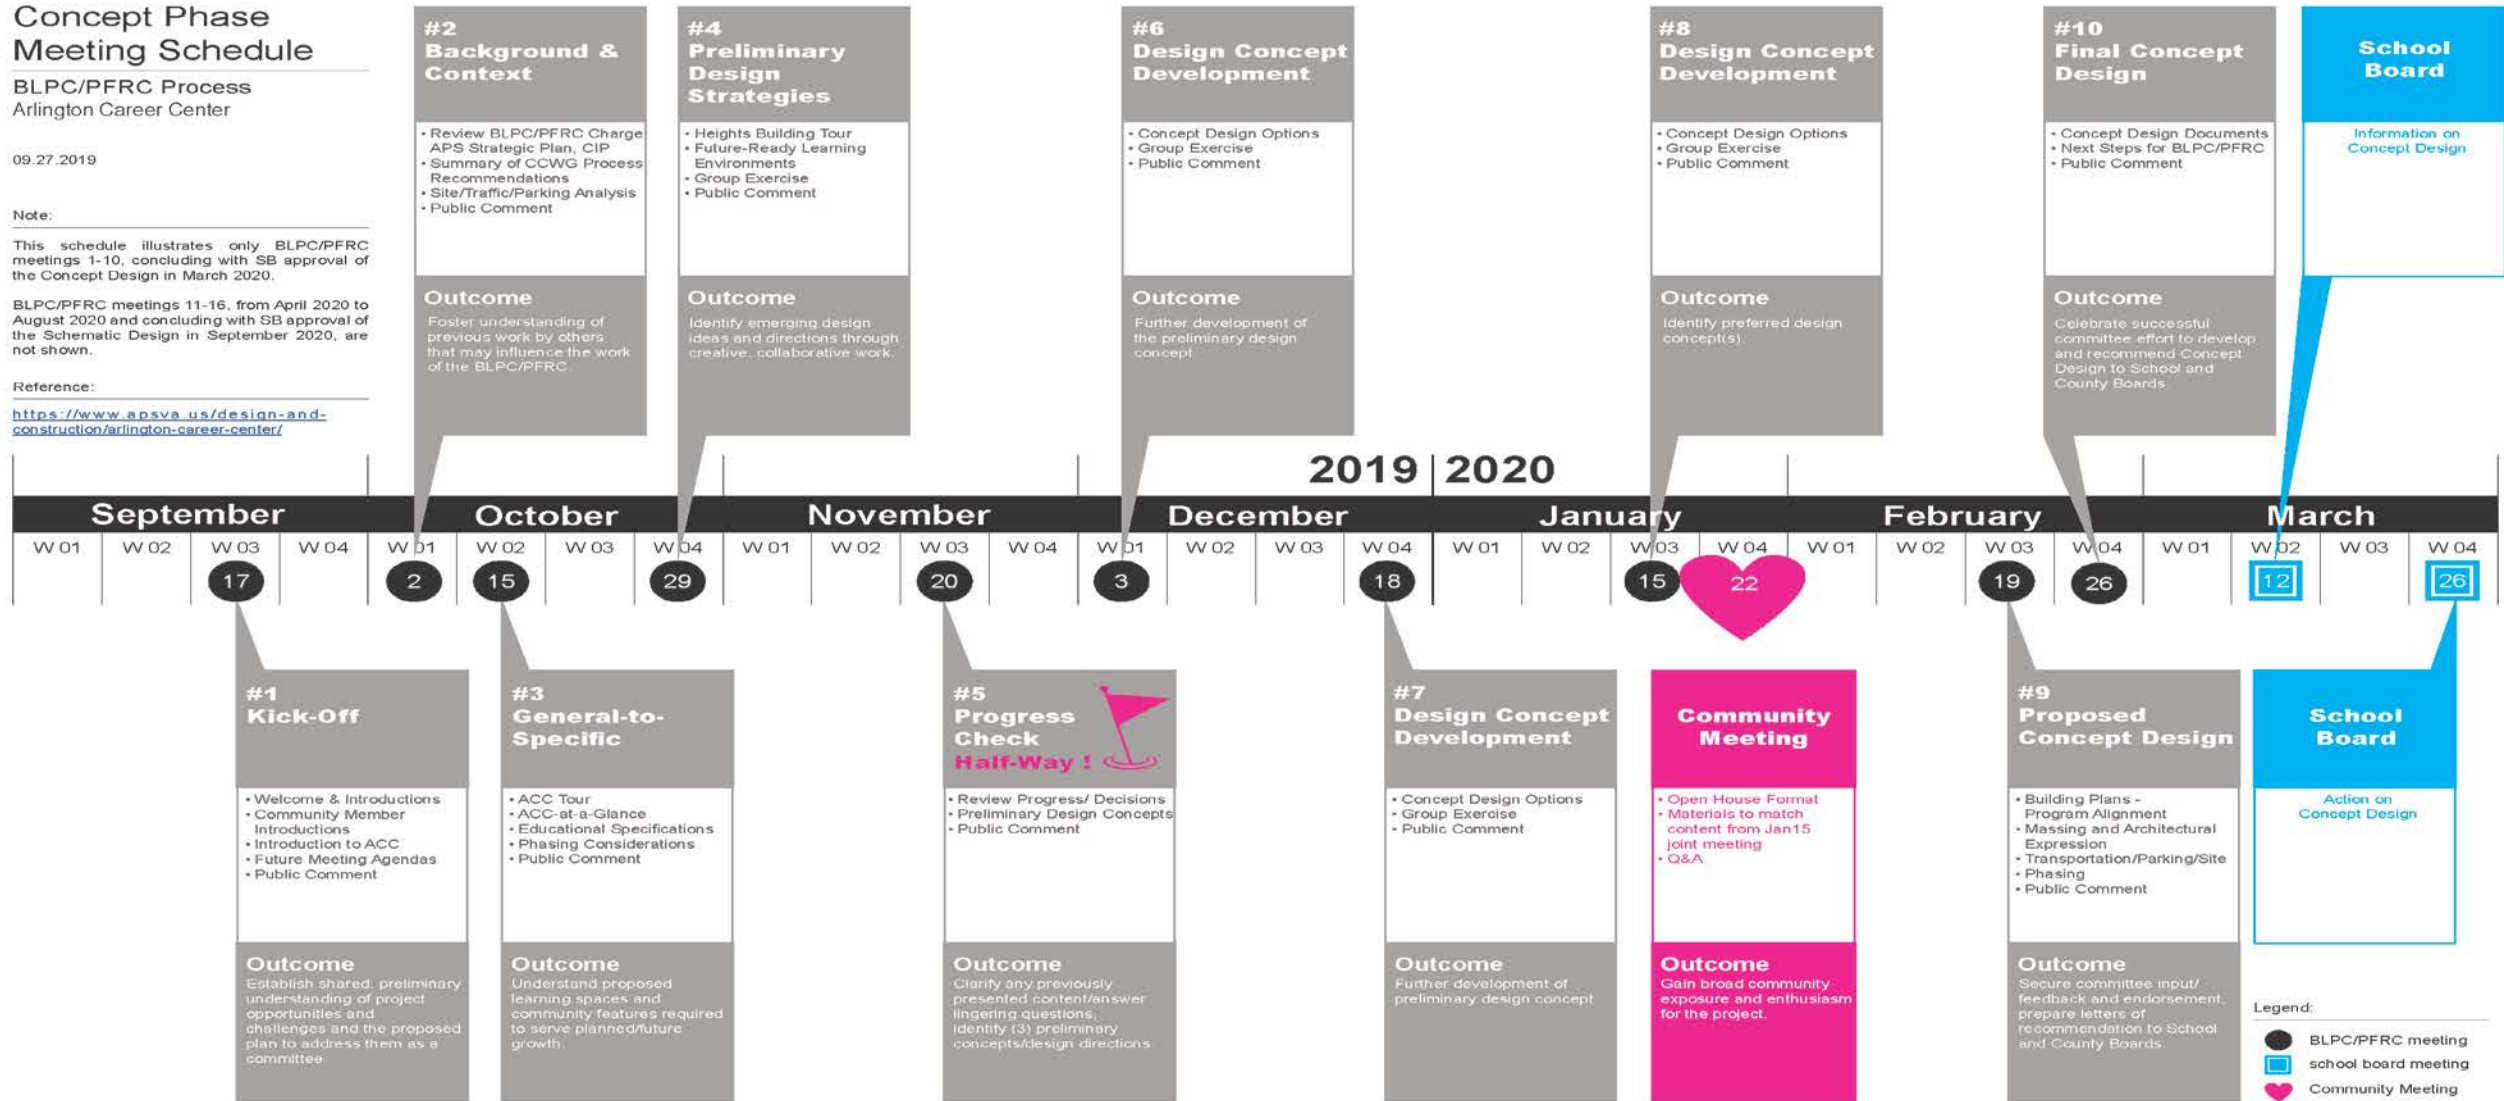 Concept Phase
Meeting Schedule
BLPC/PFRC Process
Arlington Career Center
09.27.2019
Note:
This schedule illustrates only BLPC/PFRC
meetings 1-10, concluding with SB approval of
the Concept Design in March 2020.
BLPC/PFRC meetings 11-16, from April 2020 to
August 2020 and concluding with SB approval of
the Schematic Design in September 2020, are
not shown.
Reference:
https://www.apsva.us/design-and-
construction/arlington-career-center/
#2
Background &
Context
• Review BLPC/PFRC Charge
APS Strategic Plan, CIP
• Summary of CCWG Process
Recommendations
• Site/Traffic/Parking Analysis
• Public Comment
Outcome
Foster understanding of
previous work by others
that may influence the work
of the BLPC/PFRC.
#4
Preliminary
Design
Strategies
• Heights Building Tour
• Future-Ready Learning
Environments
• Group Exercise
• Public Comment
Outcome
Identify emerging design
ideas and directions through
creative, collaborative work.
#6
Design Concept
Development
• Concept Design Options
• Group Exercise
• Public Comment
Outcome
Further development of
the preliminary design
concept
#8
Design Concept
Development
• Concept Design Options
• Group Exercise
• Public Comment
Outcome
Identify preferred design
concept(s).
#10
Final Concept
Design
• Concept Design Documents
• Next Steps for BLPC/PFRC
• Public Comment
Outcome
Celebrate successful
committee effort to develop
and recommend Concept
Design to School and
County Boards.
School
Board
Information on
Concept Design
2019 2020
September October November December January February March
W 01 W 02 W 03 W 04 W 01 W 02 W 03 W 04 W 01 W 02 W 03 W 04 W 01 W 02 W 03 W 04 W 01 W 02 W 03 W 04 W 01 W 02 W 03 W 04 W 01 W 02 W 03 W 04
17 2 15 29 20 3 18 15 22 19 26 12 26
#1
Kick-Off
• Welcome & Introductions
• Community Member
Introductions
• Introduction to ACC
• Future Meeting Agendas
• Public Comment
Outcome
Establish shared, preliminary
understanding of project
opportunities and
challenges and the proposed
plan to address them as a
committee
#3
General-to-
Specific
• ACC Tour
• ACC-at-a-Glance
• Educational Specifications
• Phasing Considerations
• Public Comment
Outcome
Understand proposed
learning spaces and
community features required
to serve planned/future
growth.
#5
Progress
Check
Half-Way !
• Review Progress/ Decisions
• Preliminary Design Concepts
• Public Comment
Outcome
Clarify any previously
presented content/answer
lingering questions,
identify (3) preliminary
concepts/design directions
#7
Design Concept
Development
• Concept Design Options
• Group Exercise
• Public Comment
Outcome
Further development of
preliminary design concept
Community
Meeting
• Open House Format
• Materials to match
content from Jan15
joint meeting
• Q&A
Outcome
Gain broad community
exposure and enthusiasm
for the project.
#9
Proposed
Concept Design
• Building Plans -
Program Alignment
• Massing and Architectural
Expression
• Transportation/Parking/Site
• Phasing
• Public Comment
Outcome
Secure committee input/
feedback and endorsement,
prepare letters of
recommendation to School
and County Boards.
School
Board
Action on
Concept Design
Legend:
BLPC/PFRC meeting
school board meeting
Community Meeting